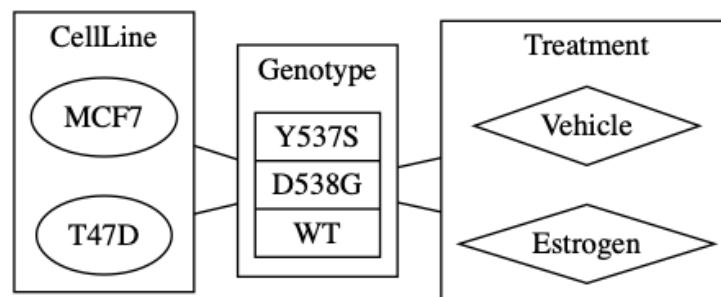 CellLine
MCF7
T47D
Genotype
Y537S
D538G
WT
Treatment
Vehicle
Estrogen